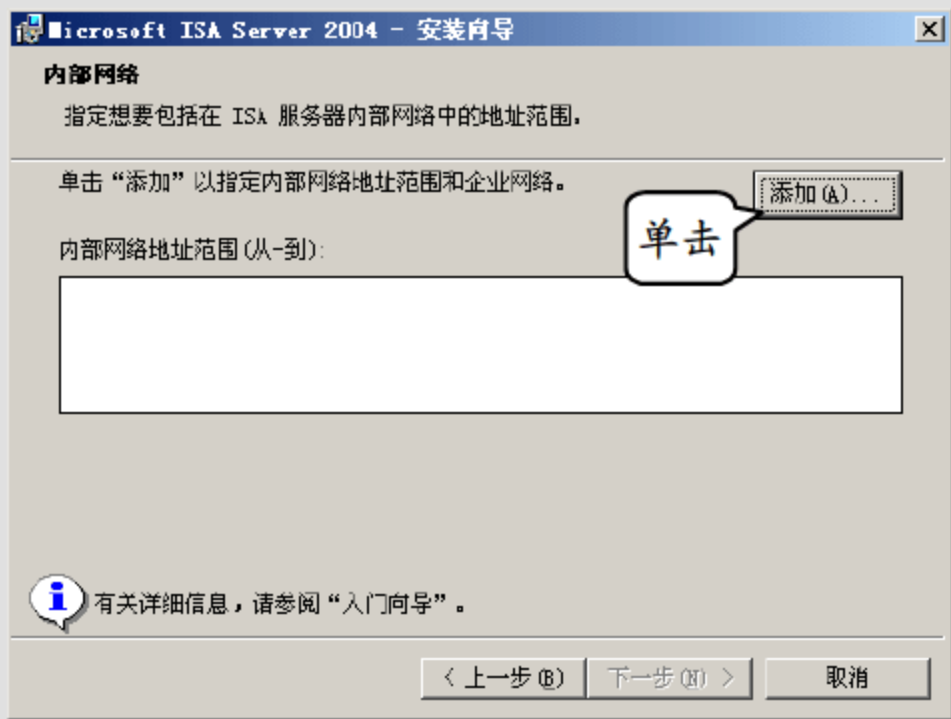 Microsoft ISA Server 2004 - 安装向导
内部网络
指定想要包括在 ISA 服务器内部网络中的地址范围。
单击“添加”以指定内部网络地址范围和企业网络。
添加(A)...
单击
内部网络地址范围(从-到):
有关详细信息，请参阅“入门向导”。
< 上一步(B)
下一步(N) >
取消